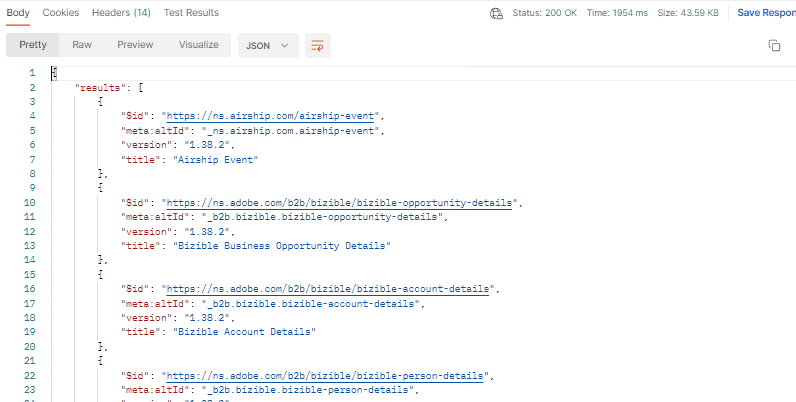 Body Cookies Headers (14) Test Results Status: 200 OK Time: 1954 ms Size: 43.59 KB Save Respon
Pretty Raw Preview Visualize JSON
1 {
2 "results": [
3 {
4 "$id": "https://ns.airship.com/airship-event",
5 "meta:altId": "_ns.airship.com.airship-event",
6 "version": "1.38.2",
7 "title": "Airship Event"
8 },
9 {
10 "$id": "https://ns.adobe.com/b2b/bizible/bizible-opportunity-details",
11 "meta:altId": "_b2b.bizible.bizible-opportunity-details",
12 "version": "1.38.2",
13 "title": "Bizible Business Opportunity Details"
14 },
15 {
16 "$id": "https://ns.adobe.com/b2b/bizible/bizible-account-details",
17 "meta:altId": "_b2b.bizible.bizible-account-details",
18 "version": "1.38.2",
19 "title": "Bizible Account Details"
20 },
21 {
22 "$id": "https://ns.adobe.com/b2b/bizible/bizible-person-details",
23 "meta:altId": "_b2b.bizible.bizible-person-details",